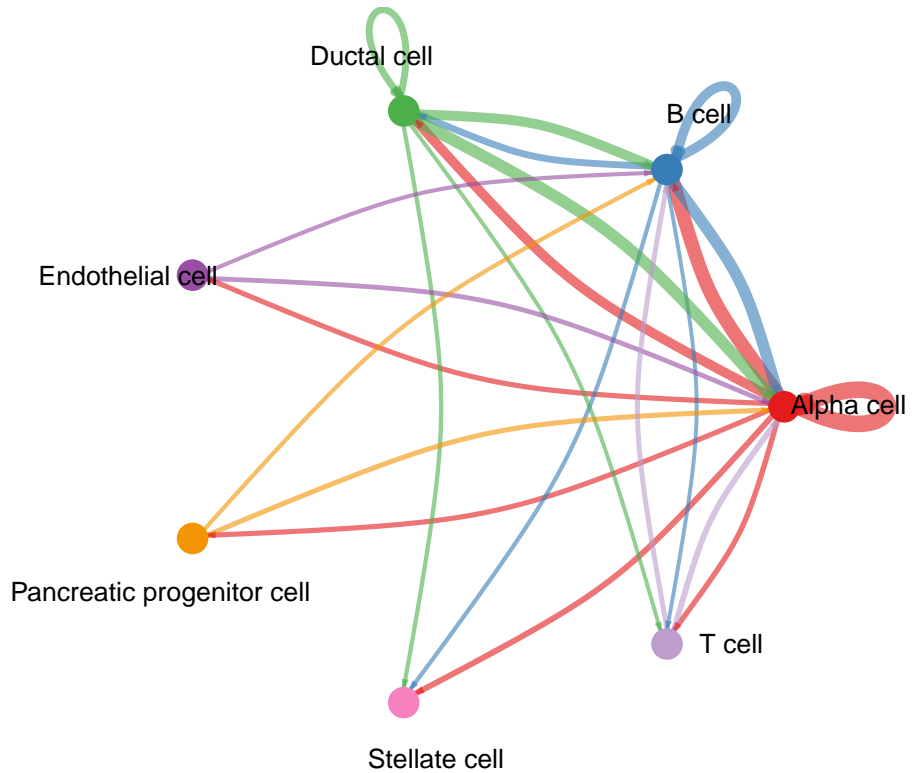 Ductal cell
B cell
Endothelial cell
Alpha cell
Pancreatic progenitor cell
T cell
Stellate cell